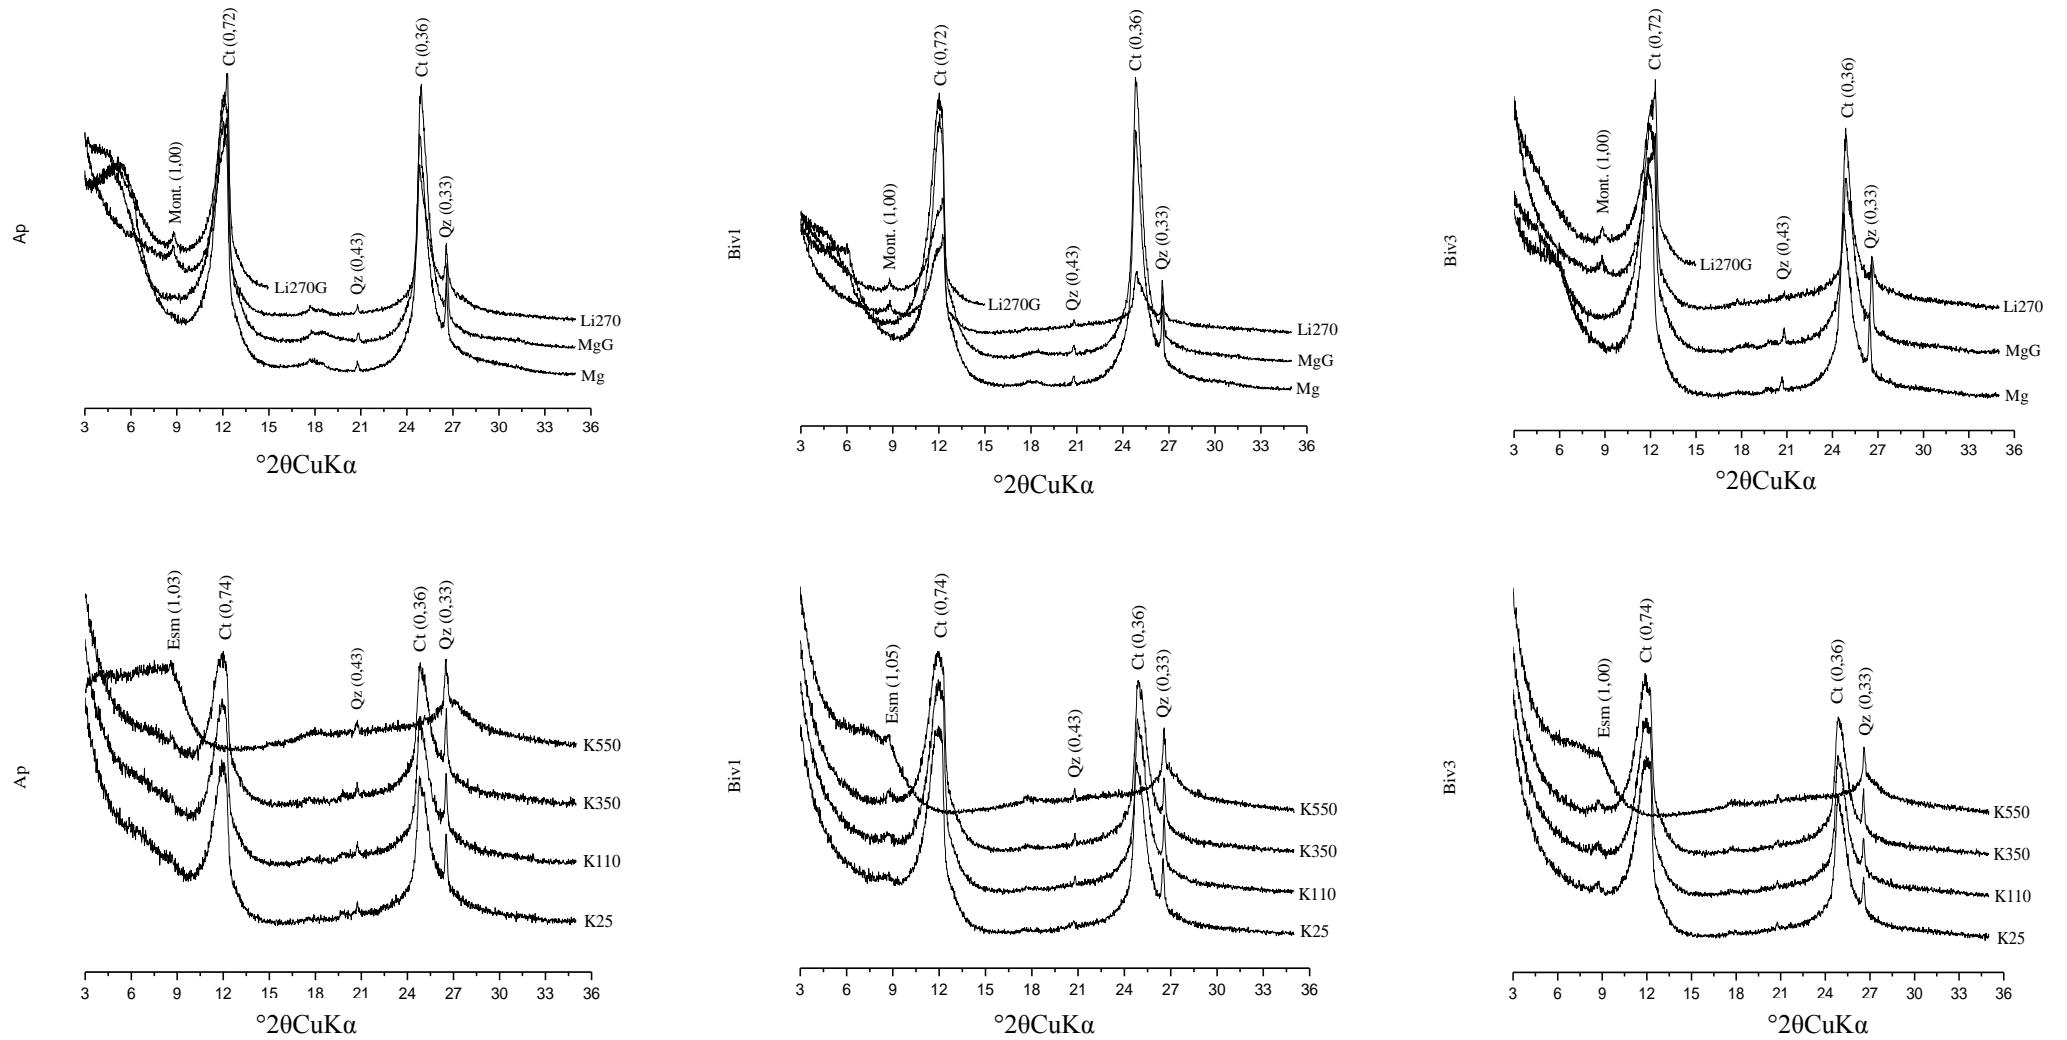 Ap
Ct (0,72)
Ct (0,36)
Mont. (1,00)
Qz (0,43)
Qz (0,33)
Li270G
Li270
MgG
Mg
3 6 9 12 15 18 21 24 27 30 33 36
°2θCuKα
Biv1
Ct (0,72)
Ct (0,36)
Mont. (1,00)
Qz (0,43)
Qz (0,33)
Li270G
Li270
MgG
Mg
3 6 9 12 15 18 21 24 27 30 33 36
°2θCuKα
Biv3
Ct (0,72)
Ct (0,36)
Mont. (1,00)
Qz (0,43)
Qz (0,33)
Li270G
Li270
MgG
Mg
3 6 9 12 15 18 21 24 27 30 33 36
°2θCuKα
Ap
Esm (1,03)
Ct (0,74)
Ct (0,36)
Qz (0,33)
Qz (0,43)
K550
K350
K110
K25
3 6 9 12 15 18 21 24 27 30 33 36
°2θCuKα
Biv1
Esm (1,05)
Ct (0,74)
Ct (0,36)
Qz (0,33)
Qz (0,43)
K550
K350
K110
K25
3 6 9 12 15 18 21 24 27 30 33 36
°2θCuKα
Biv3
Esm (1,00)
Ct (0,74)
Ct (0,36)
Qz (0,33)
K550
K350
K110
K25
3 6 9 12 15 18 21 24 27 30 33 36
°2θCuKα